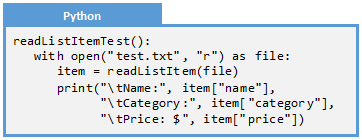 Python
readListItemTest():
with open("test.txt", "r") as file:
item = readListItem(file)
print("\tName:", item["name"],
"\tCategory:", item["category"],
"\tPrice: $", item["price"])